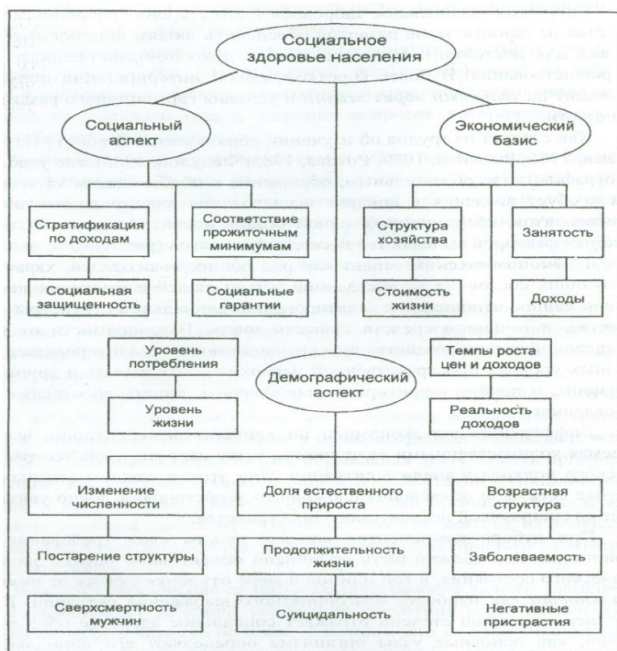 Социальное
здоровье населения
Социальный
аспект
Экономический
базис
Стратификация
по доходам
Соответствие
прожиточным
минимумам
Структура
хозяйства
Занятость
Социальная
защищенность
Социальные
гарантии
Стоимость
жизни
Доходы
Уровень
потребления
Темпы роста
цен и доходов
Демографический
аспект
Уровень
жизни
Реальность
доходов
Изменение
численности
Доля естественного
прироста
Возрастная
структура
Постарение структуры
Продолжительность
жизни
Заболеваемость
Сверхсмертность
мужчин
Суицидальность
Негативные
пристрастия